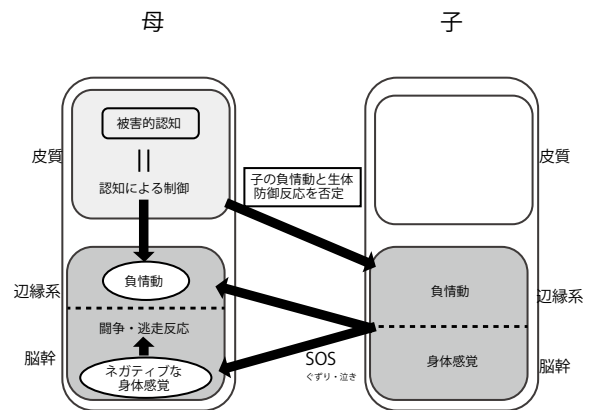 母
子
被害的認知
||
認知による制御
皮質
子の負情動と生体
防御反応を否定
皮質
負情動
辺縁系
闘争・逃走反応
脳幹
ネガティブな
身体感覚
SOS
ぐずり・泣き
負情動
辺縁系
身体感覚
脳幹